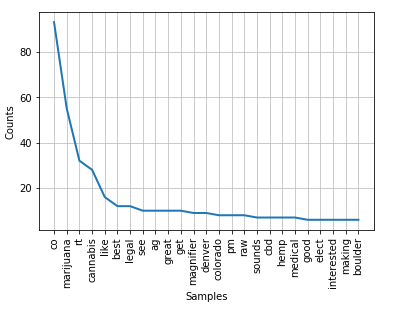 80
60
40
20
Counts
co
marijuana
rt
cannabis
like
best
legal
see
ag
great
get
magnifier
denver
colorado
pm
raw
sounds
cbd
hemp
medical
good
elect
interested
making
boulder
Samples